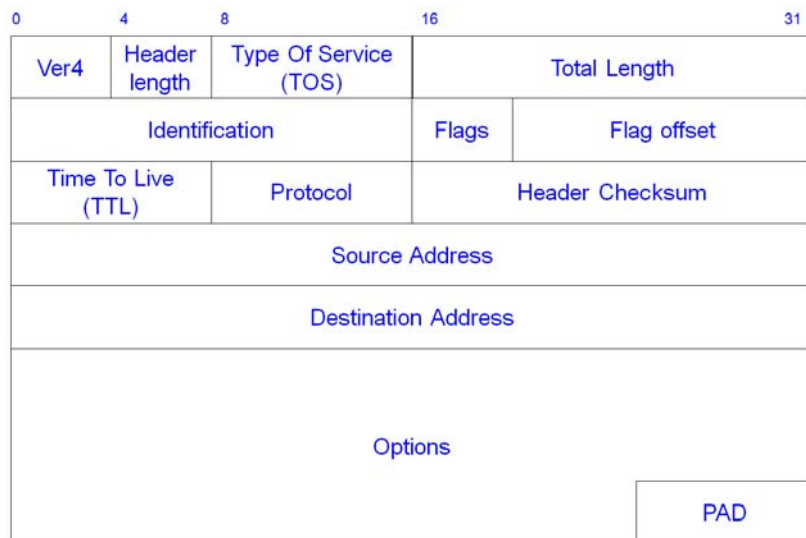 0 4 8 16 31
Ver4 Header length Type Of Service (TOS) Total Length
Identification Flags Flag offset
Time To Live (TTL) Protocol Header Checksum
Source Address
Destination Address
Options
PAD